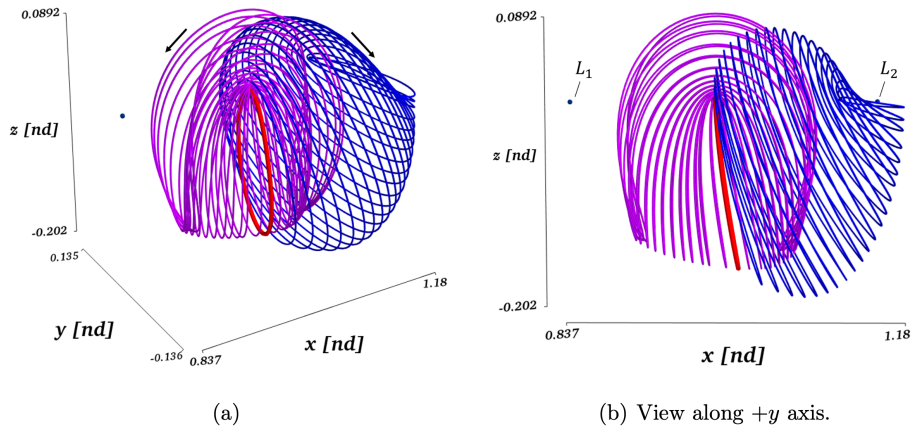 0.0892
z [nd]
-0.202
0.135
y [nd]
-0.136
0.837
x [nd]
1.18
(a)
0.0892
L₁
L₂
z [nd]
-0.202
0.837
x [nd]
1.18
(b) View along +y axis.